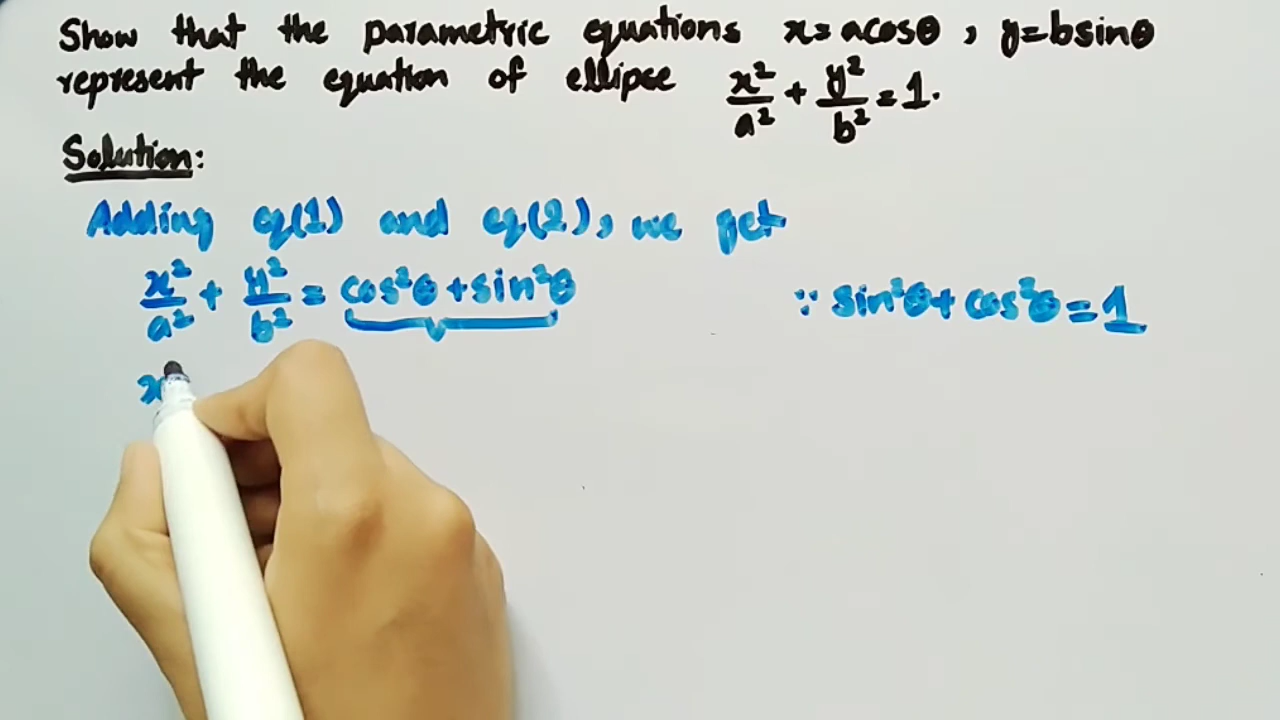 Show that the parametric equations x=acosθ, y=bsinθ
represent the equation of ellipse x²/a² + y²/b² = 1.
Solution:
Adding eq(1) and eq(2), we get
x²/a² + y²/b² = cos²θ + sin²θ ∵ sin²θ + cos²θ = 1
x